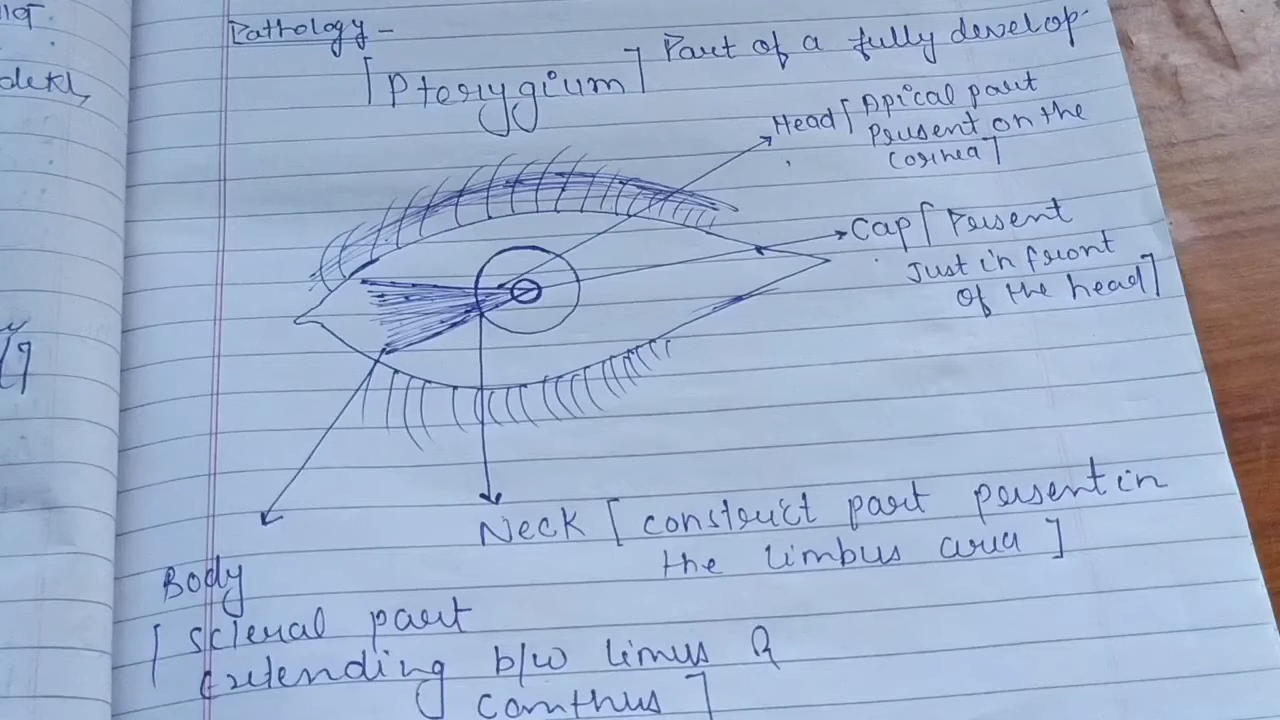 Pathology -
[Pterygium] Part of a fully develop-
Head [Apical part
present on the
cornea]
Cap [Present
Just in front
of the head]
Neck [construct part present in
the limbus area]
Body
[Scleral part
extending b/w limus &
canthus]